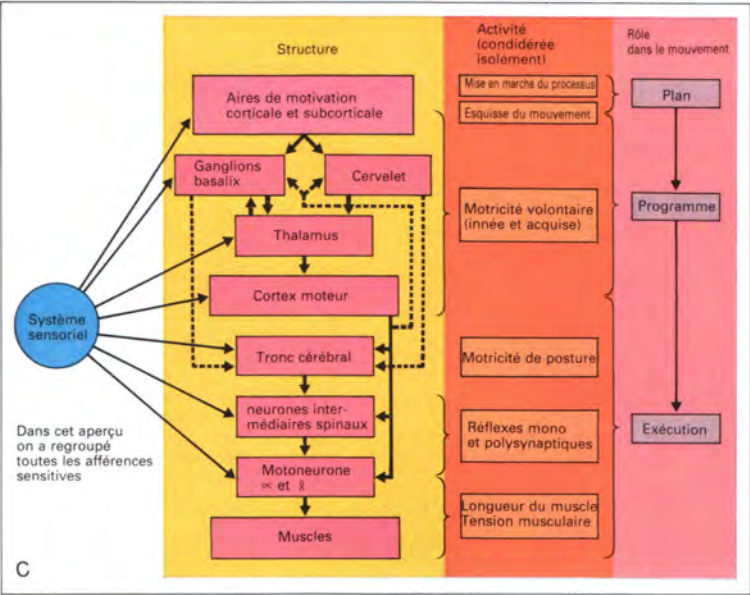 Structure
Activité
(condidérée
isolément)
Rôle
dans le mouvement
Aires de motivation
corticale et subcorticale
Mise en marche du processus
Esquisse du mouvement
Plan
Ganglions
basalix
Cervelet
Motricité volontaire
(innée et acquise)
Programme
Thalamus
Cortex moteur
Système
sensoriel
Tronc cérébral
Motricité de posture
neurones inter-
médiaires spinaux
Réflexes mono
et polysynaptiques
Exécution
Dans cet aperçu
on a regroupé
toutes les afférences
sensitives
Motoneurone
∝ et
Longueur du muscle
Tension musculaire
Muscles
C